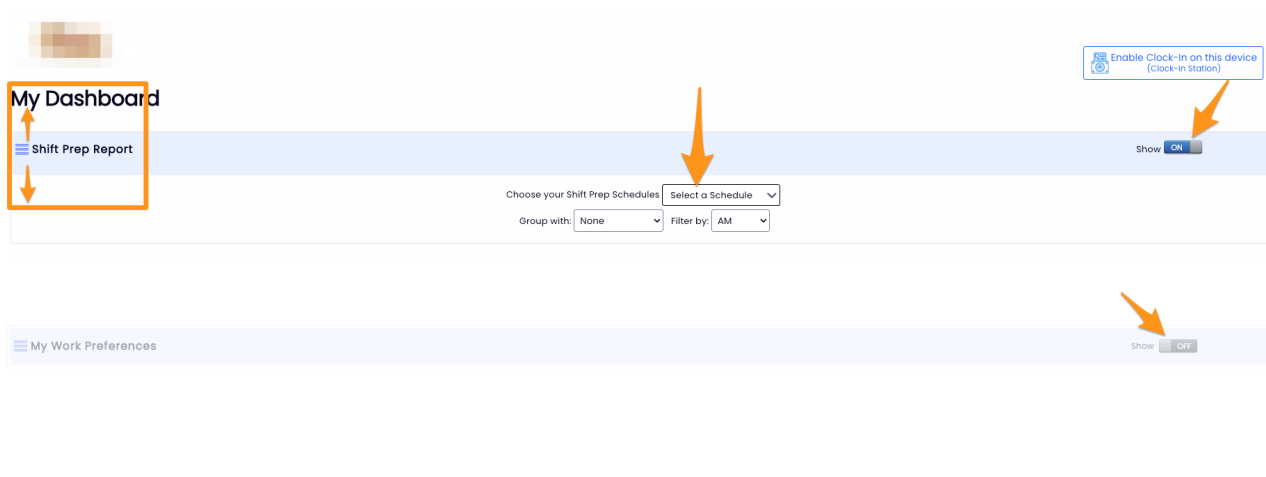 Enable Clock-In on this device
(Clock-in Station)
My Dashboard
Shift Prep Report
Show ON
Choose your Shift Prep Schedules Select a Schedule
Group with: None Filter by: AM
My Work Preferences
Show OFF